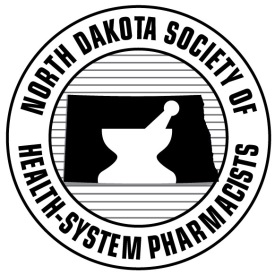 NORTH DAKOTA SOCIETY OF
HEALTH-SYSTEM PHARMACISTS